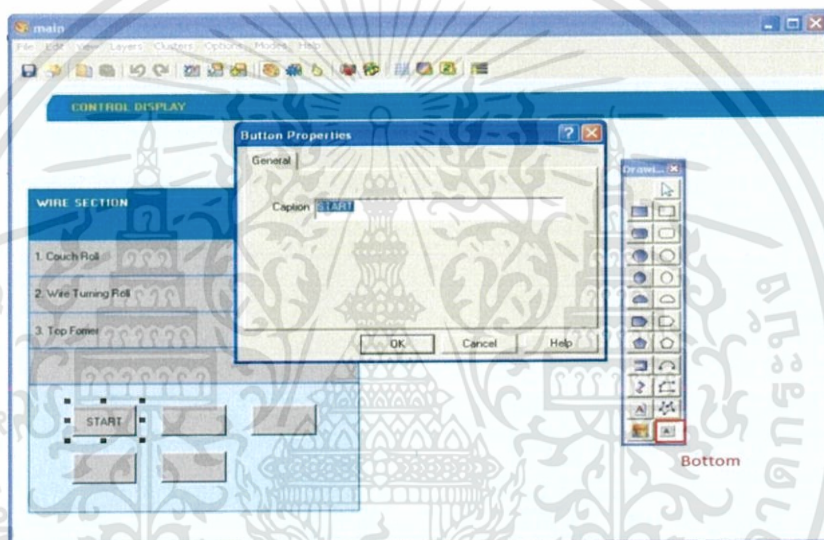 main
File Edit View Layers Clusters Options Modes Help
CONTROL DISPLAY
Button Properties
General
Caption START
OK Cancel Help
Drawi...
WIRE SECTION
1. Couch Roll
2. Wire Turning Roll
3. Top Former
START
A
A
Bottom